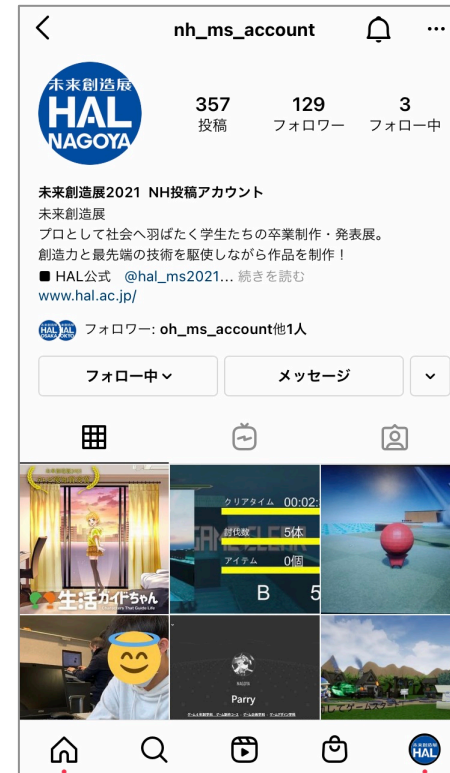 nh_ms_account
未来創造展
HAL
NAGOYA
357 129 3
投稿 フォロワー フォロー中
未来創造展2021 NH投稿アカウント
未来創造展
プロとして社会へ羽ばたく学生たちの卒業制作・発表展。
創造力と最先端の技術を駆使しながら作品を制作！
■ HAL公式 @hal_ms2021... 続きを読む
www.hal.ac.jp/
フォロワー: oh_ms_account他1人
フォロー中
メッセージ
生活ガイドちゃん
That Guide Life
クリアタイム 00:02:
討伐数 5体
GAME CLEAR
アイテム 0個
B 5
Parry
未来創造展
HAL